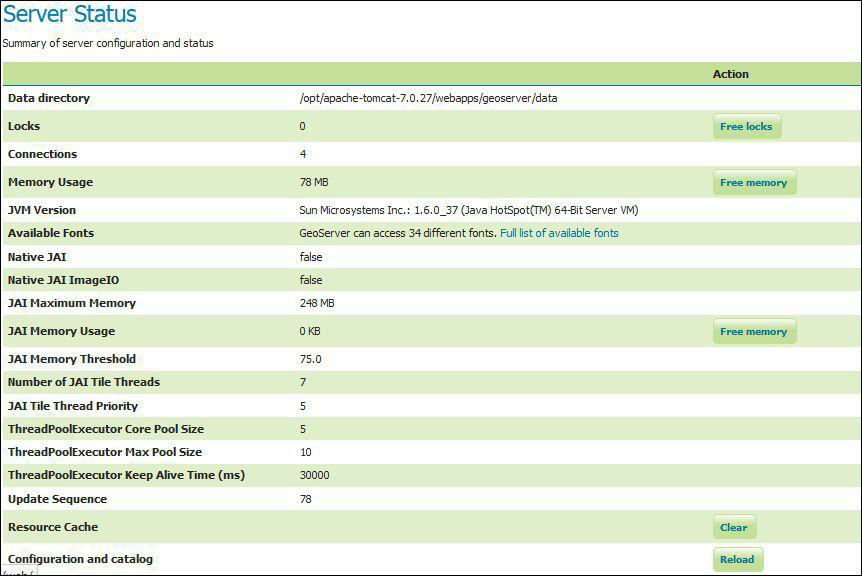 Server Status
Summary of server configuration and status
Action
Data directory /opt/apache-tomcat-7.0.27/webapps/geoserver/data
Locks 0 Free locks
Connections 4
Memory Usage 78 MB Free memory
JVM Version Sun Microsystems Inc.: 1.6.0_37 (Java HotSpot(TM) 64-Bit Server VM)
Available Fonts GeoServer can access 34 different fonts. Full list of available fonts
Native JAI false
Native JAI ImageIO false
JAI Maximum Memory 248 MB
JAI Memory Usage 0 KB Free memory
JAI Memory Threshold 75.0
Number of JAI Tile Threads 7
JAI Tile Thread Priority 5
ThreadPoolExecutor Core Pool Size 5
ThreadPoolExecutor Max Pool Size 10
ThreadPoolExecutor Keep Alive Time (ms) 30000
Update Sequence 78
Resource Cache Clear
Configuration and catalog Reload